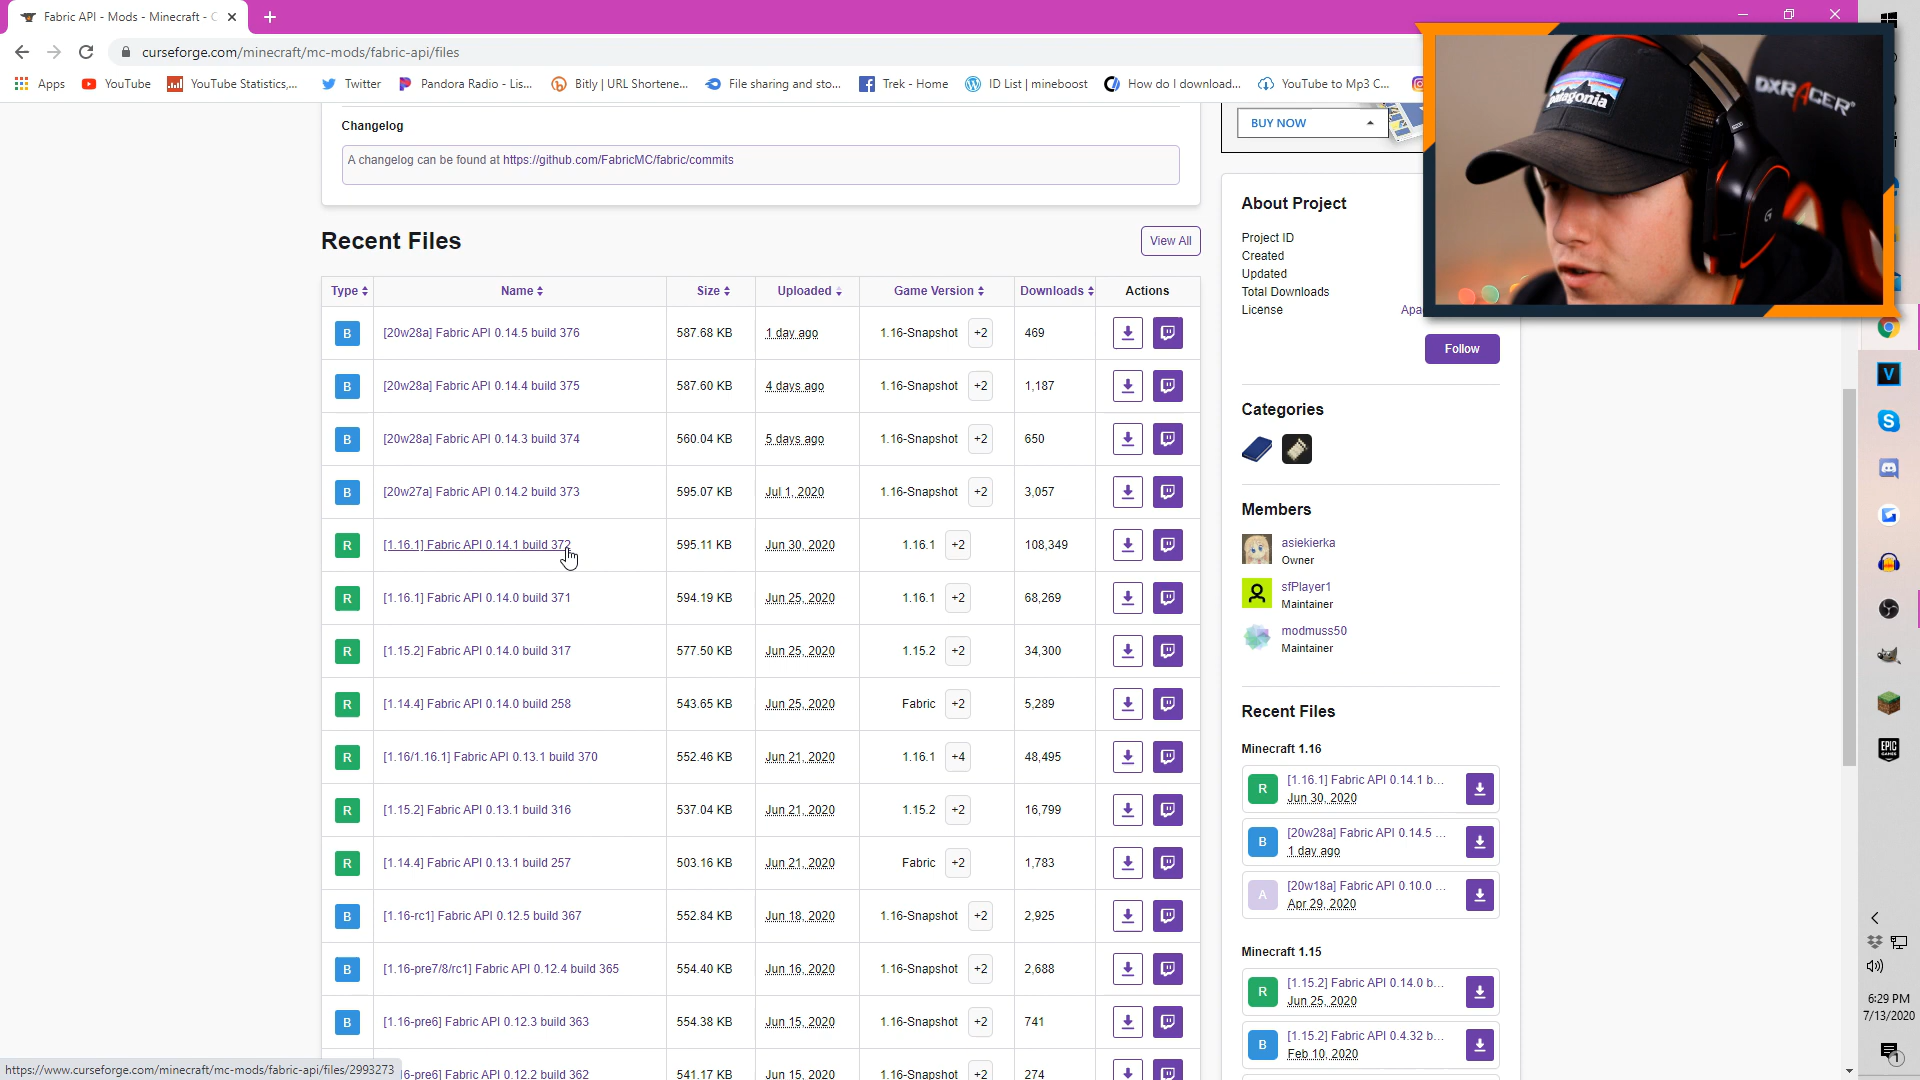 Fabric API - Mods - Minecraft - C
curseforge.com/minecraft/mc-mods/fabric-api/files
Apps YouTube YouTube Statistics,... Twitter Pandora Radio - Lis... Bitly | URL Shortene... File sharing and sto... Trek - Home ID List | mineboost How do I download... YouTube to Mp3 C...
patagonia
DXRACER
Changelog
A changelog can be found at https://github.com/FabricMC/fabric/commits
BUY NOW
Recent Files
View All
Type Name Size Uploaded Game Version Downloads Actions
B [20w28a] Fabric API 0.14.5 build 376 587.68 KB 1 day ago 1.16-Snapshot +2 469
B [20w28a] Fabric API 0.14.4 build 375 587.60 KB 4 days ago 1.16-Snapshot +2 1,187
B [20w28a] Fabric API 0.14.3 build 374 560.04 KB 5 days ago 1.16-Snapshot +2 650
B [20w27a] Fabric API 0.14.2 build 373 595.07 KB Jul 1, 2020 1.16-Snapshot +2 3,057
R [1.16.1] Fabric API 0.14.1 build 372 595.11 KB Jun 30, 2020 1.16.1 +2 108,349
R [1.16.1] Fabric API 0.14.0 build 371 594.19 KB Jun 25, 2020 1.16.1 +2 68,269
R [1.15.2] Fabric API 0.14.0 build 317 577.50 KB Jun 25, 2020 1.15.2 +2 34,300
R [1.14.4] Fabric API 0.14.0 build 258 543.65 KB Jun 25, 2020 Fabric +2 5,289
R [1.16/1.16.1] Fabric API 0.13.1 build 370 552.46 KB Jun 21, 2020 1.16.1 +4 48,495
R [1.15.2] Fabric API 0.13.1 build 316 537.04 KB Jun 21, 2020 1.15.2 +2 16,799
R [1.14.4] Fabric API 0.13.1 build 257 503.16 KB Jun 21, 2020 Fabric +2 1,783
B [1.16-rc1] Fabric API 0.12.5 build 367 552.84 KB Jun 18, 2020 1.16-Snapshot +2 2,925
B [1.16-pre7/8/rc1] Fabric API 0.12.4 build 365 554.40 KB Jun 16, 2020 1.16-Snapshot +2 2,688
B [1.16-pre6] Fabric API 0.12.3 build 363 554.38 KB Jun 15, 2020 1.16-Snapshot +2 741
16-pre6] Fabric API 0.12.2 build 362 541.17 KB Jun 15, 2020 1.16-Snapshot +2 274
https://www.curseforge.com/minecraft/mc-mods/fabric-api/files/2993273
About Project
Project ID
Created
Updated
Total Downloads
License Apa
Follow
Categories
Members
asiekierka
Owner
sfPlayer1
Maintainer
modmuss50
Maintainer
Recent Files
Minecraft 1.16
R [1.16.1] Fabric API 0.14.1 b...
Jun 30, 2020
B [20w28a] Fabric API 0.14.5 ...
1 day ago
A [20w18a] Fabric API 0.10.0 ...
Apr 29, 2020
Minecraft 1.15
R [1.15.2] Fabric API 0.14.0 b...
Jun 25, 2020
B [1.15.2] Fabric API 0.4.32 b...
Feb 10, 2020
V
EPIC
GAMES
6:29 PM
7/13/2020
1